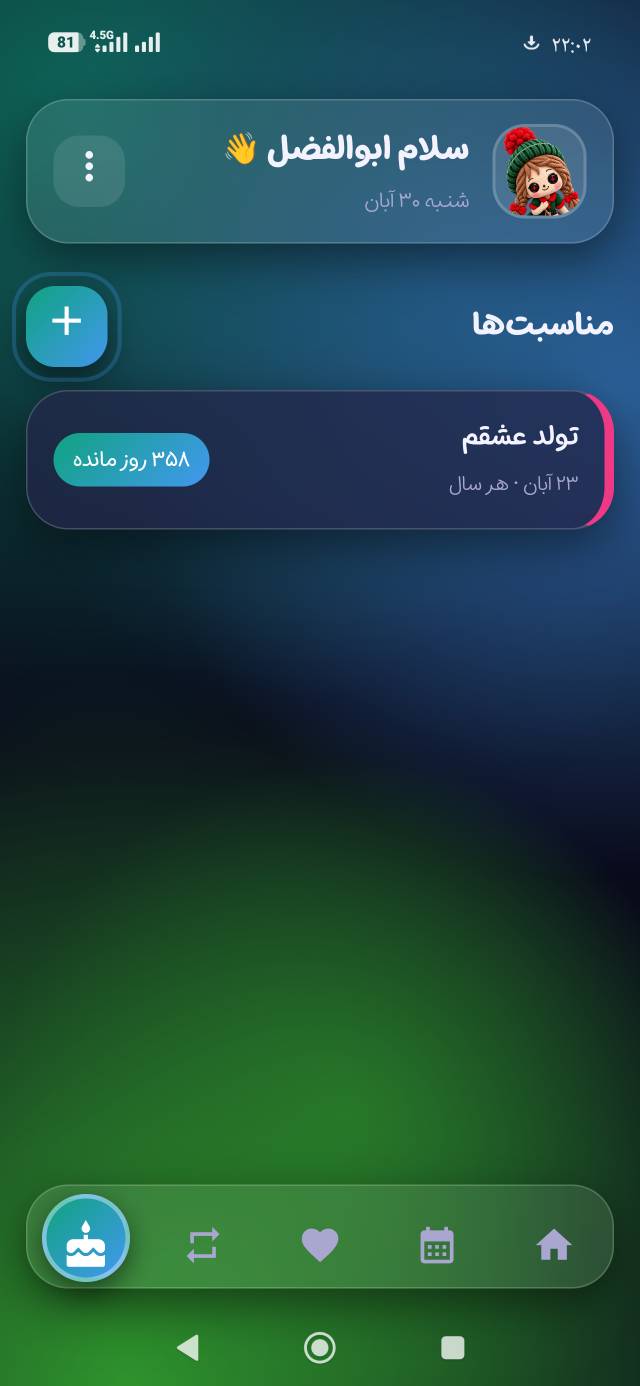 ۲۲:۰۲
4.5G
81
سلام ابوالفضل 👋
شنبه ۳۰ آبان
مناسبت‌ها
تولد عشقم
۲۳ آبان · هر سال
۳۵۸ روز مانده